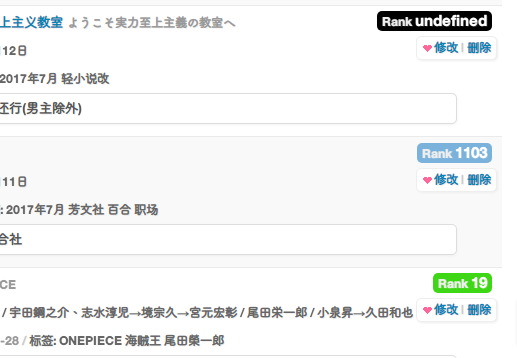 上主义教室 ようこそ実力至上主義の教室へ Rank undefined
12日 修改 | 删除
2017年7月 轻小说改
还行(男主除外)
Rank 1103
11日 修改 | 删除
: 2017年7月 芳文社 百合 职场
合社
CE Rank 19
/ 宇田鋼之介、志水淳児→境宗久→宮元宏彰 / 尾田栄一郎 / 小泉昇→久田和也 修改 | 删除
-28 / 标签: ONEPIECE 海賊王 尾田榮一郎